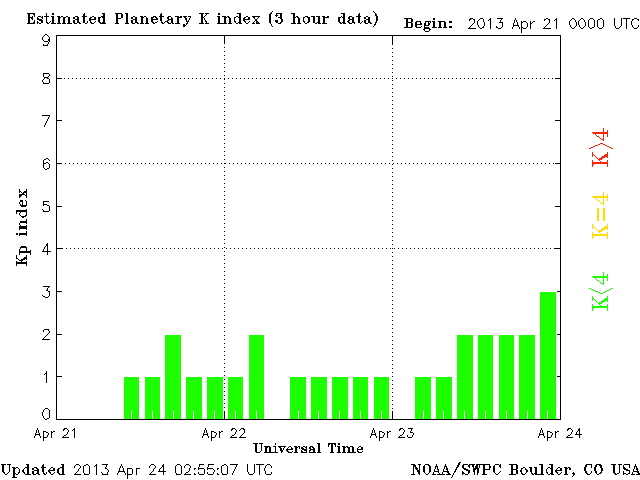 Estimated Planetary K index (3 hour data)
Begin: 2013 Apr 21 0000 UTC
9
8
7
6
5
4
3
2
1
0
Kp index
K>4
K=4
K<4
Apr 21
Apr 22
Apr 23
Apr 24
Universal Time
Updated 2013 Apr 24 02:55:07 UTC
NOAA/SWPC Boulder, CO USA